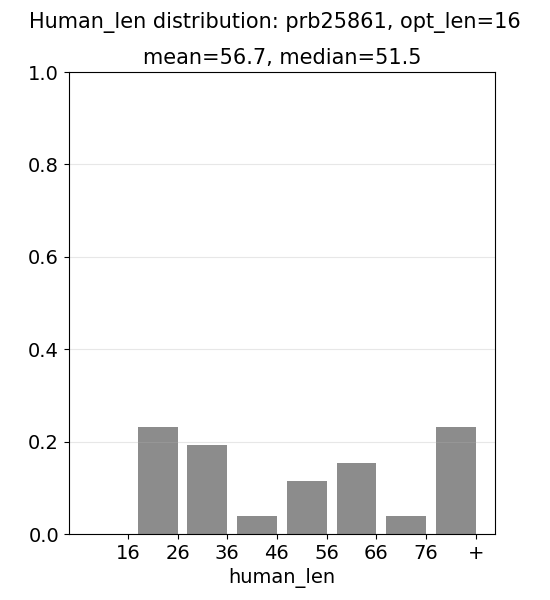 Human_len distribution: prb25861, opt_len=16
mean=56.7, median=51.5
1.0
0.8
0.6
0.4
0.2
0.0
16 26 36 46 56 66 76 +
human_len